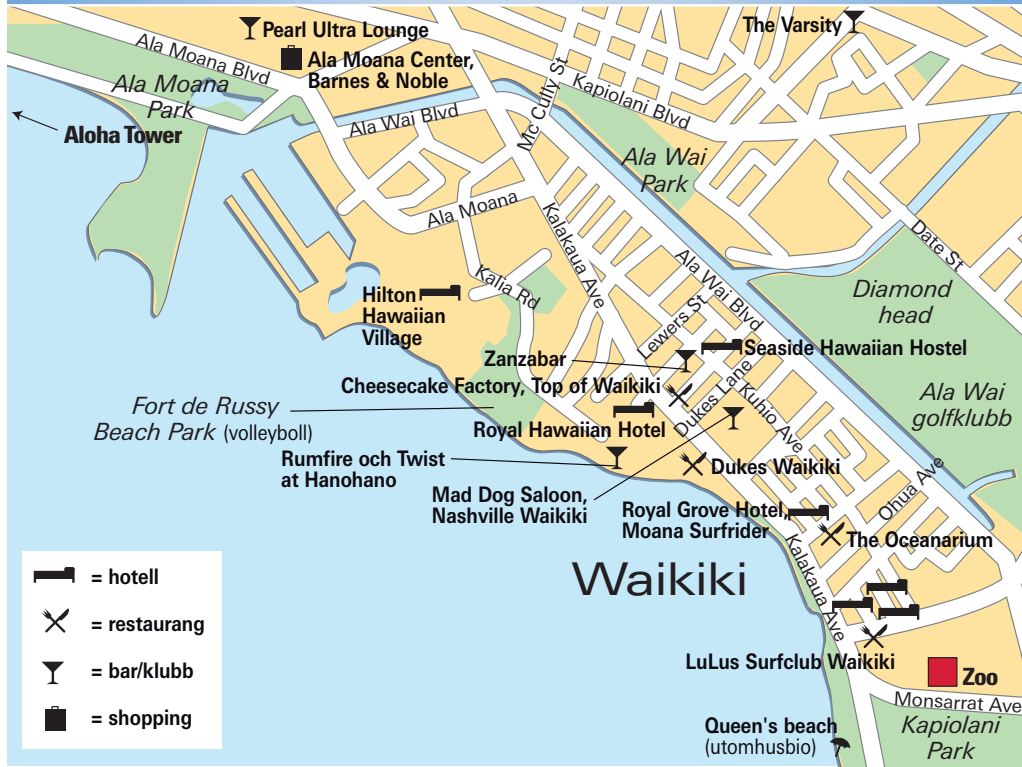 Pearl Ultra Lounge
The Varsity
Ala Moana Blvd
Ala Moana Center,
Barnes & Noble
Ala Moana
Park
Mc Cully St
Kapiolani Blvd
Aloha Tower
Ala Wai Blvd
Ala Wai
Park
Ala Moana
Kalakaua Ave
Date St
Ala Wai Blvd
Kalia Rd
Diamond
head
Hilton
Hawaiian
Village
Lewers St
Seaside Hawaiian Hostel
Zanzabar
Cheesecake Factory, Top of Waikiki
Dukes Lane
Kuhio Ave
Ala Wai
golfklubb
Fort de Russy
Beach Park (volleyboll)
Royal Hawaiian Hotel
Rumfire och Twist
at Hanohano
Dukes Waikiki
Ohua Ave
Mad Dog Saloon,
Nashville Waikiki
Royal Grove Hotel,
Moana Surfrider
The Oceanarium
Kalakaua Ave
Waikiki
= hotell
= restaurang
= bar/klubb
= shopping
LuLus Surfclub Waikiki
Zoo
Monsarrat Ave
Queen's beach
(utomhusbio)
Kapiolani
Park